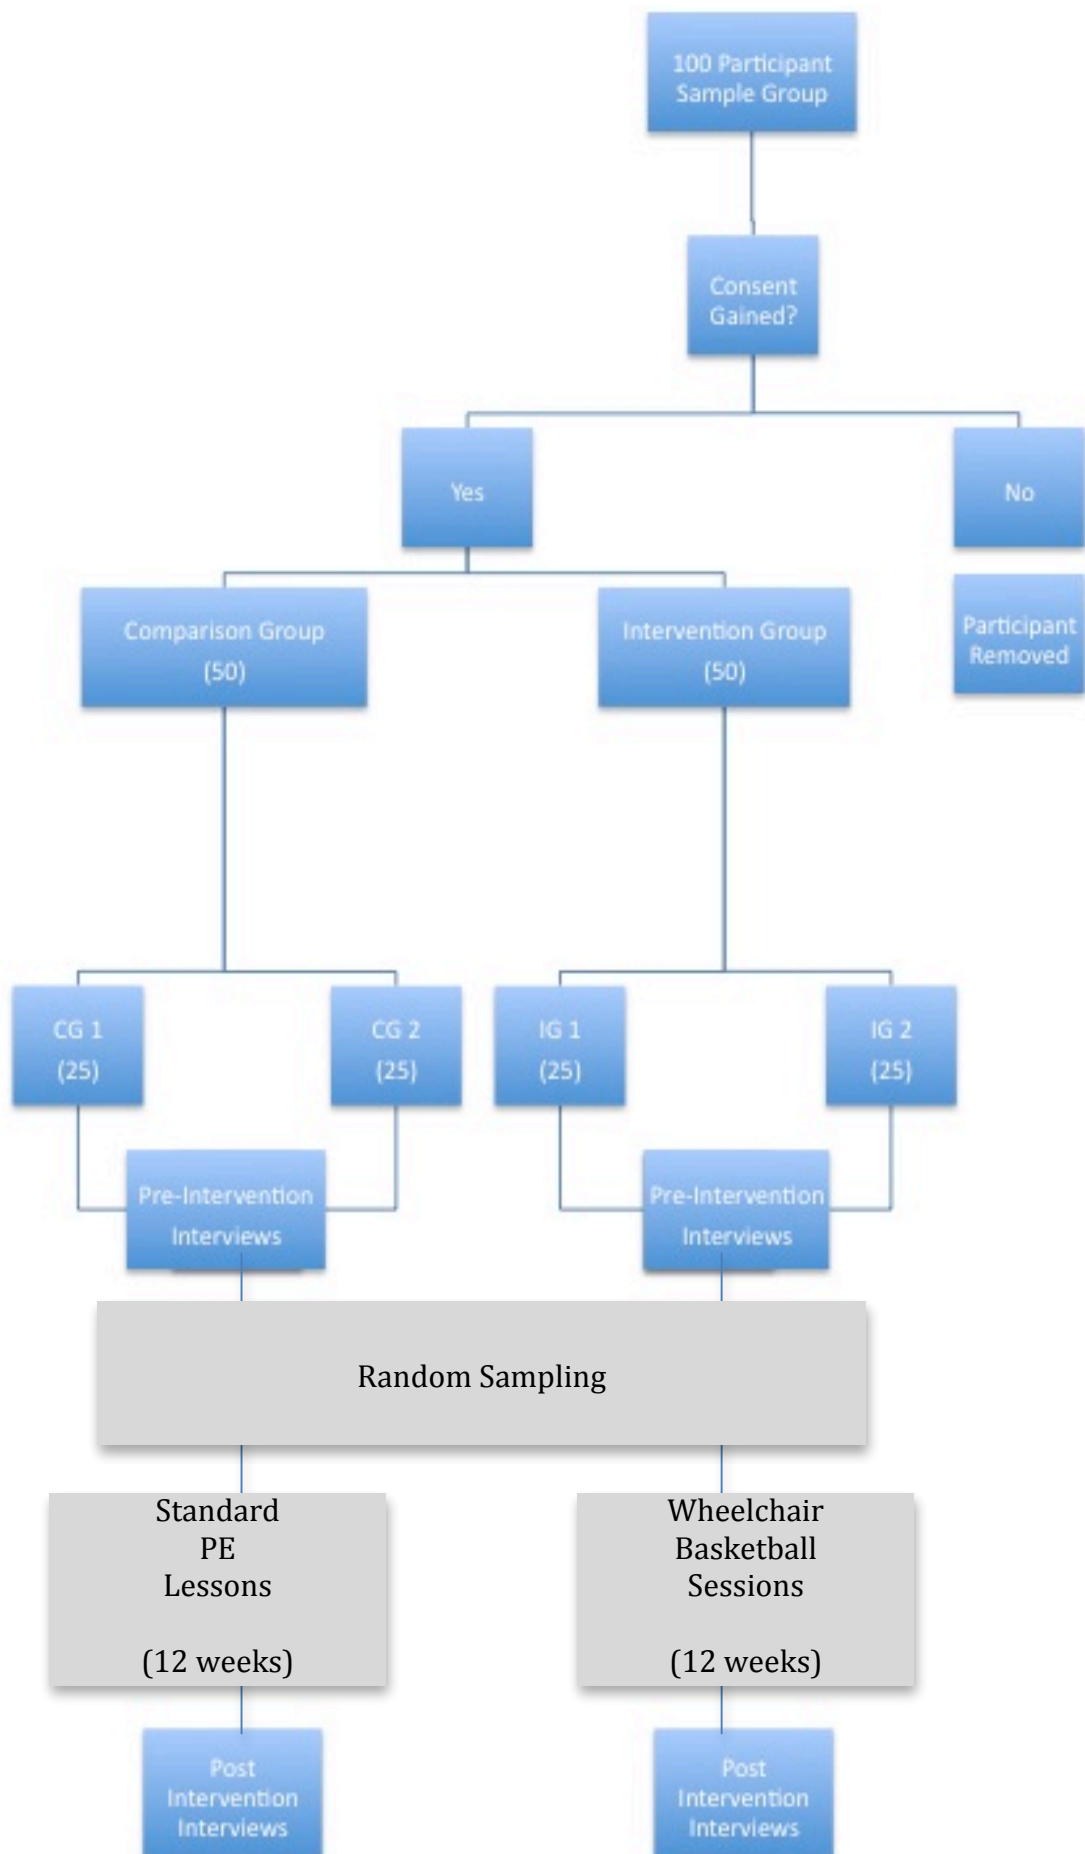 100 Participant
Sample Group
Consent
Gained?
Yes
No
Comparison Group
(50)
Intervention Group
(50)
Participant
Removed
CG 1
(25)
CG 2
(25)
IG 1
(25)
IG 2
(25)
Pre-Intervention
Interviews
Pre-Intervention
Interviews
Random Sampling
Standard
PE
Lessons
(12 weeks)
Wheelchair
Basketball
Sessions
(12 weeks)
Post
Intervention
Interviews
Post
Intervention
Interviews